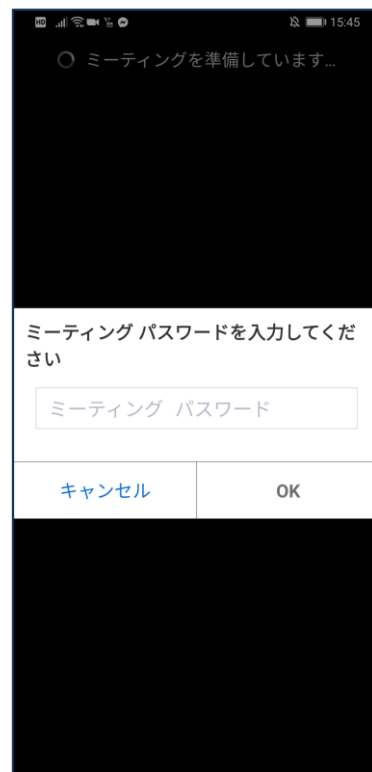 HD 15:45
ミーティングを準備しています...
ミーティング パスワードを入力してくだ
さい
ミーティング パスワード
キャンセル OK